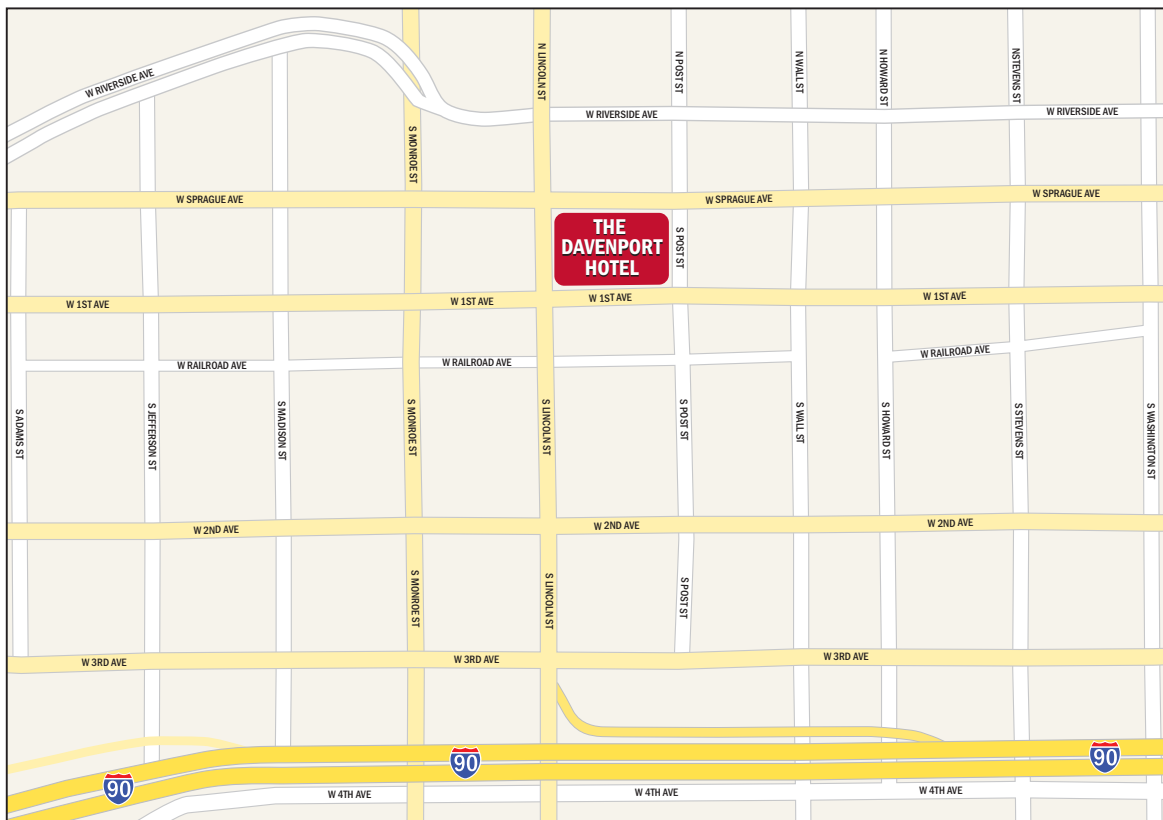 W RIVERSIDE AVE
N LINCOLN ST
N POST ST
N WALL ST
N HOWARD ST
NSTEVENS ST
W RIVERSIDE AVE
W RIVERSIDE AVE
S MONROE ST
W SPRAGUE AVE
W SPRAGUE AVE
W SPRAGUE AVE
THE
DAVENPORT
HOTEL
S POST ST
W 1ST AVE
W 1ST AVE
W 1ST AVE
W 1ST AVE
W RAILROAD AVE
W RAILROAD AVE
W RAILROAD AVE
S ADAMS ST
S JEFFERSON ST
S MADISON ST
S MONROE ST
S LINCOLN ST
S POST ST
S WALL ST
S HOWARD ST
S STEVENS ST
S WASHINGTON ST
W 2ND AVE
W 2ND AVE
W 2ND AVE
S MONROE ST
S LINCOLN ST
S POST ST
W 3RD AVE
W 3RD AVE
W 3RD AVE
90
90
90
W 4TH AVE
W 4TH AVE
W 4TH AVE